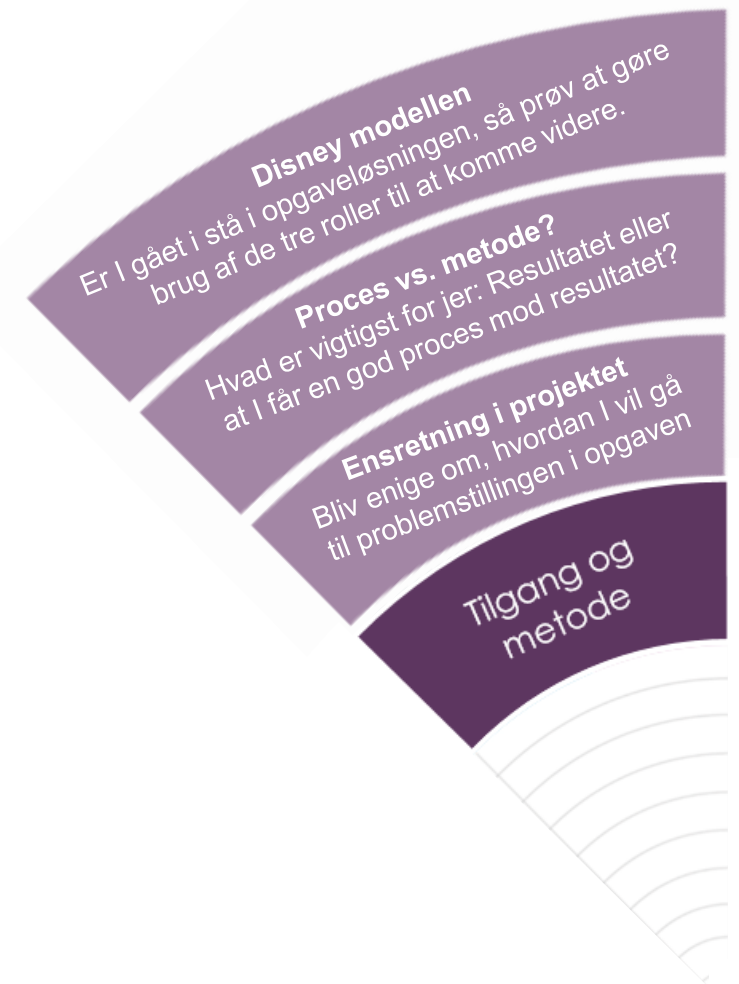 Disney modellen
Er I gået i stå i opgaveløsningen, så prøv at gøre
brug af de tre roller til at komme videre.
Proces vs. metode?
Hvad er vigtigst for jer: Resultatet eller
at I får en god proces mod resultatet?
Ensretning i projektet
Bliv enige om, hvordan I vil gå
til problemstillingen i opgaven
Tilgang og
metode